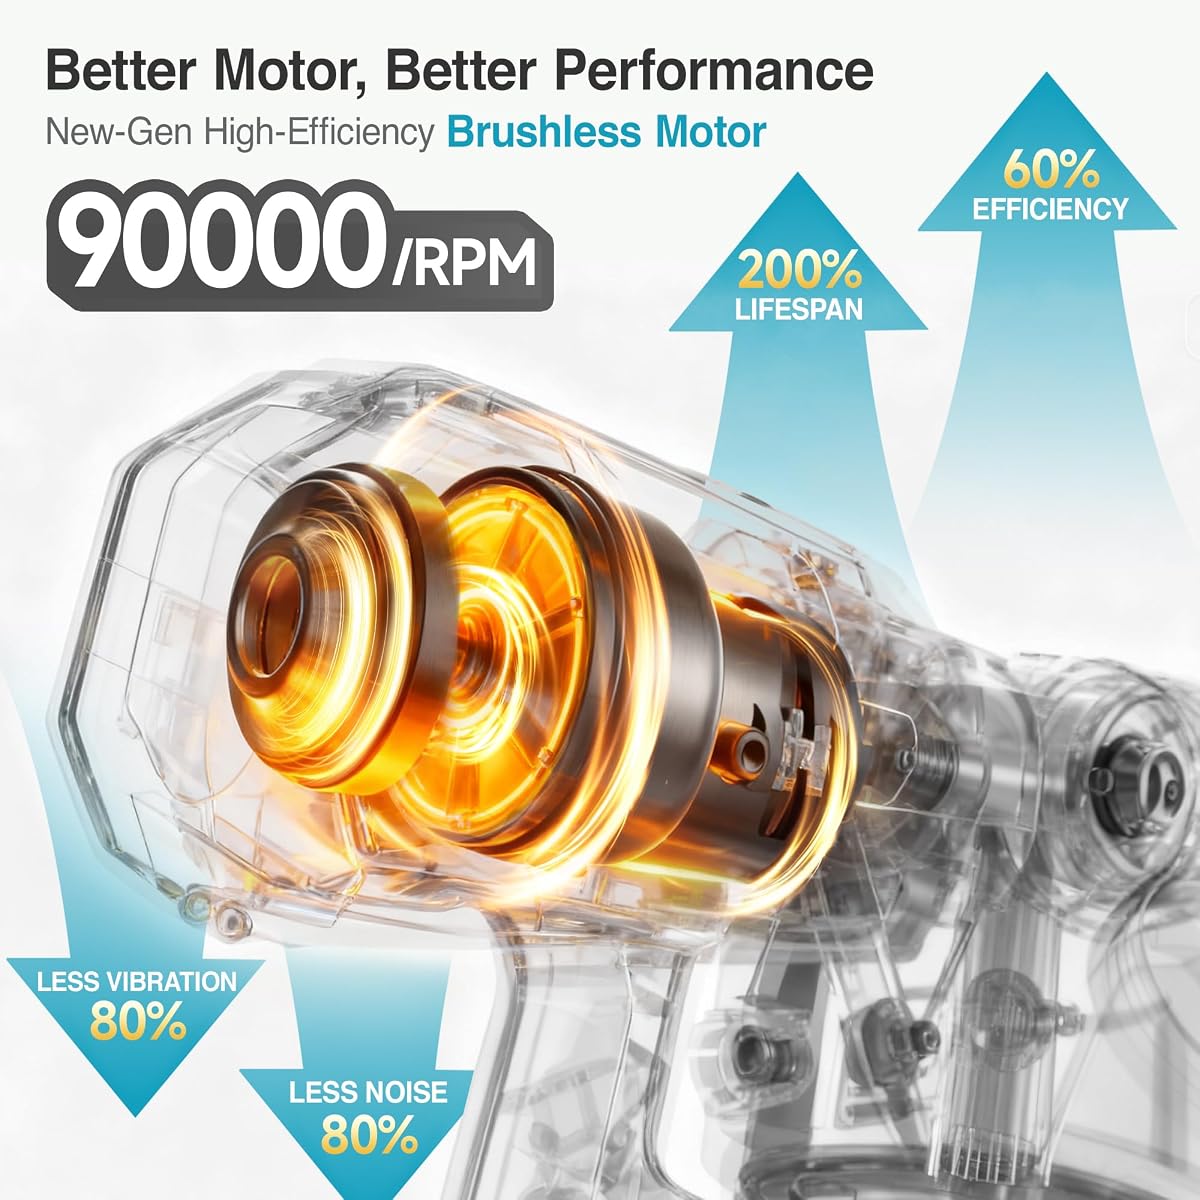 Better Motor, Better Performance
New-Gen High-Efficiency Brushless Motor
90000/RPM
60%
EFFICIENCY
200%
LIFESPAN
LESS VIBRATION
80%
LESS NOISE
80%